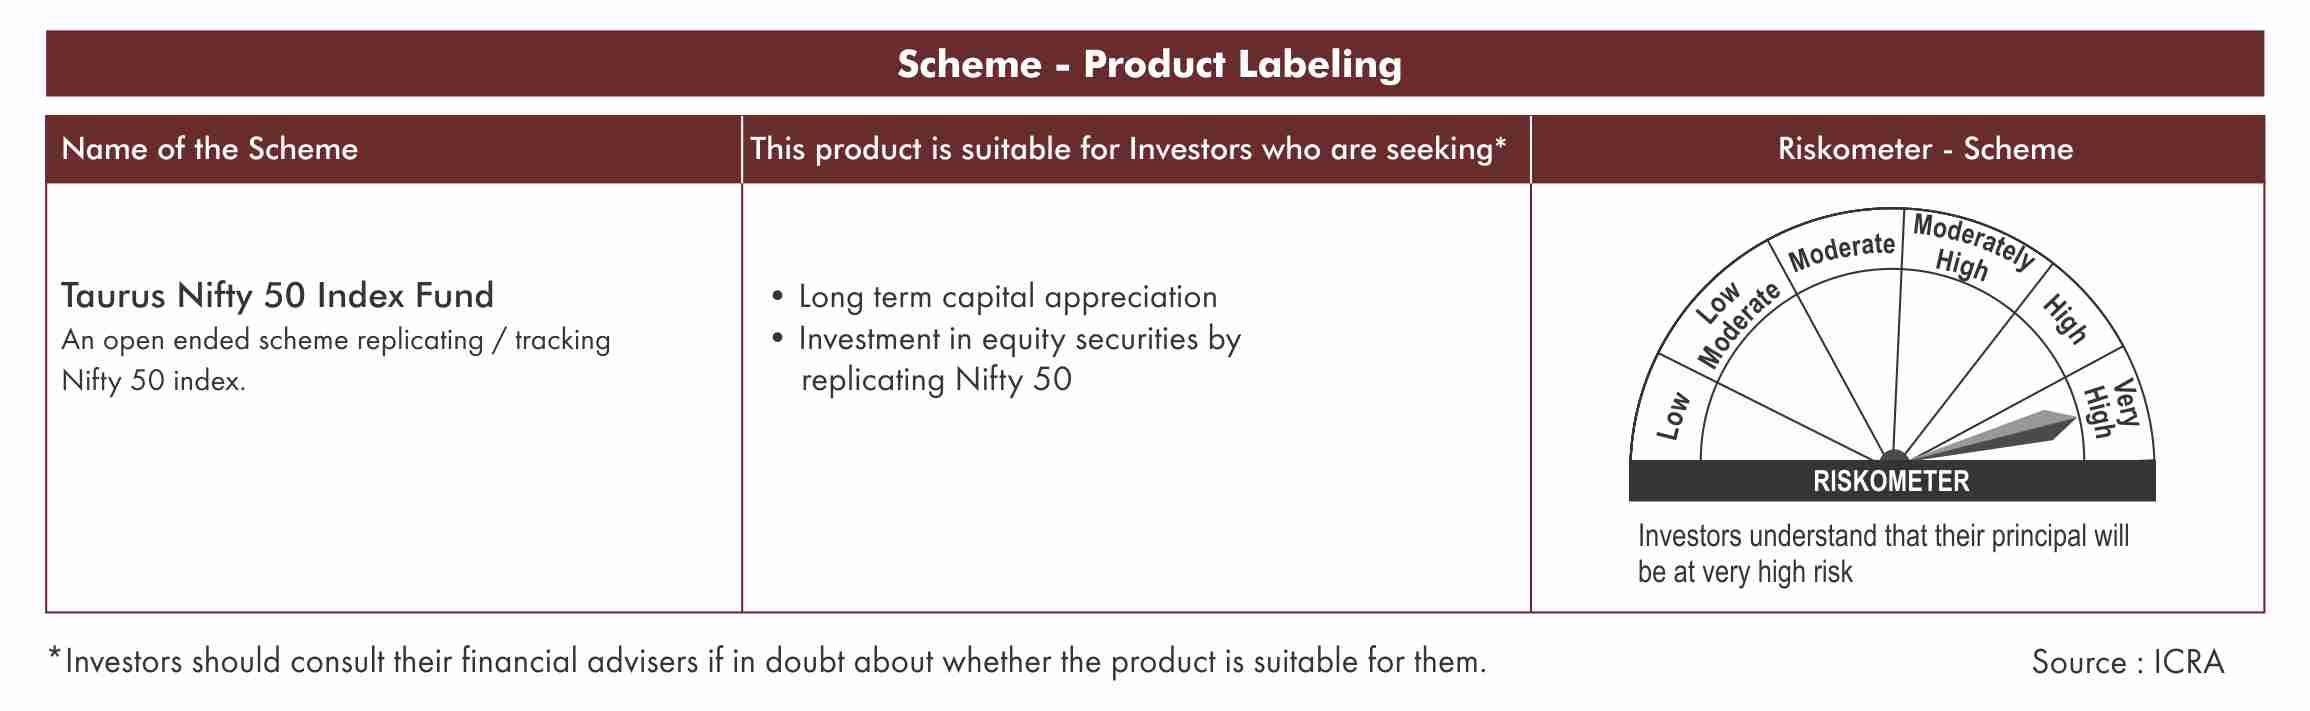 Scheme - Product Labeling
Name of the Scheme
This product is suitable for Investors who are seeking*
Riskometer - Scheme
Taurus Nifty 50 Index Fund
An open ended scheme replicating / tracking
Nifty 50 index.
• Long term capital appreciation
• Investment in equity securities by
replicating Nifty 50
Low
Low
Moderate
Moderate
Moderately
High
High
Very
High
RISKOMETER
Investors understand that their principal will
be at very high risk
*Investors should consult their financial advisers if in doubt about whether the product is suitable for them.
Source : ICRA